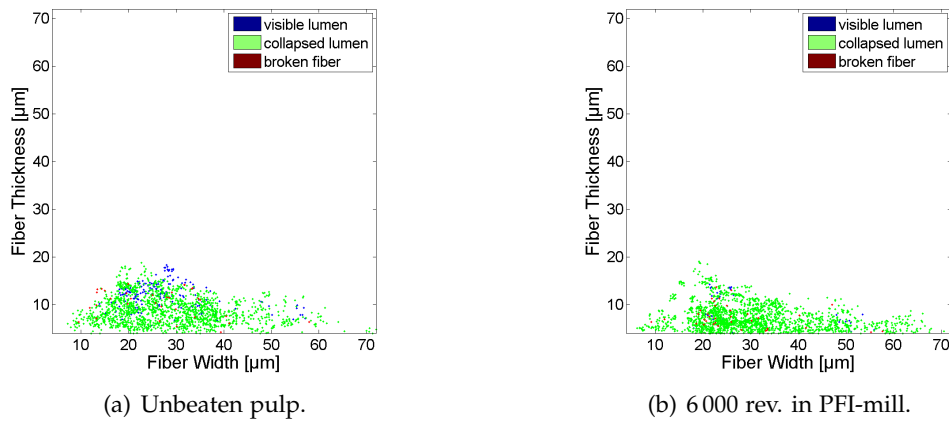 visible lumen
collapsed lumen
broken fiber
70
60
50
40
30
20
10
Fiber Thickness [µm]
10 20 30 40 50 60 70
Fiber Width [µm]
(a) Unbeaten pulp.
visible lumen
collapsed lumen
broken fiber
70
60
50
40
30
20
10
Fiber Thickness [µm]
10 20 30 40 50 60 70
Fiber Width [µm]
(b) 6 000 rev. in PFI-mill.